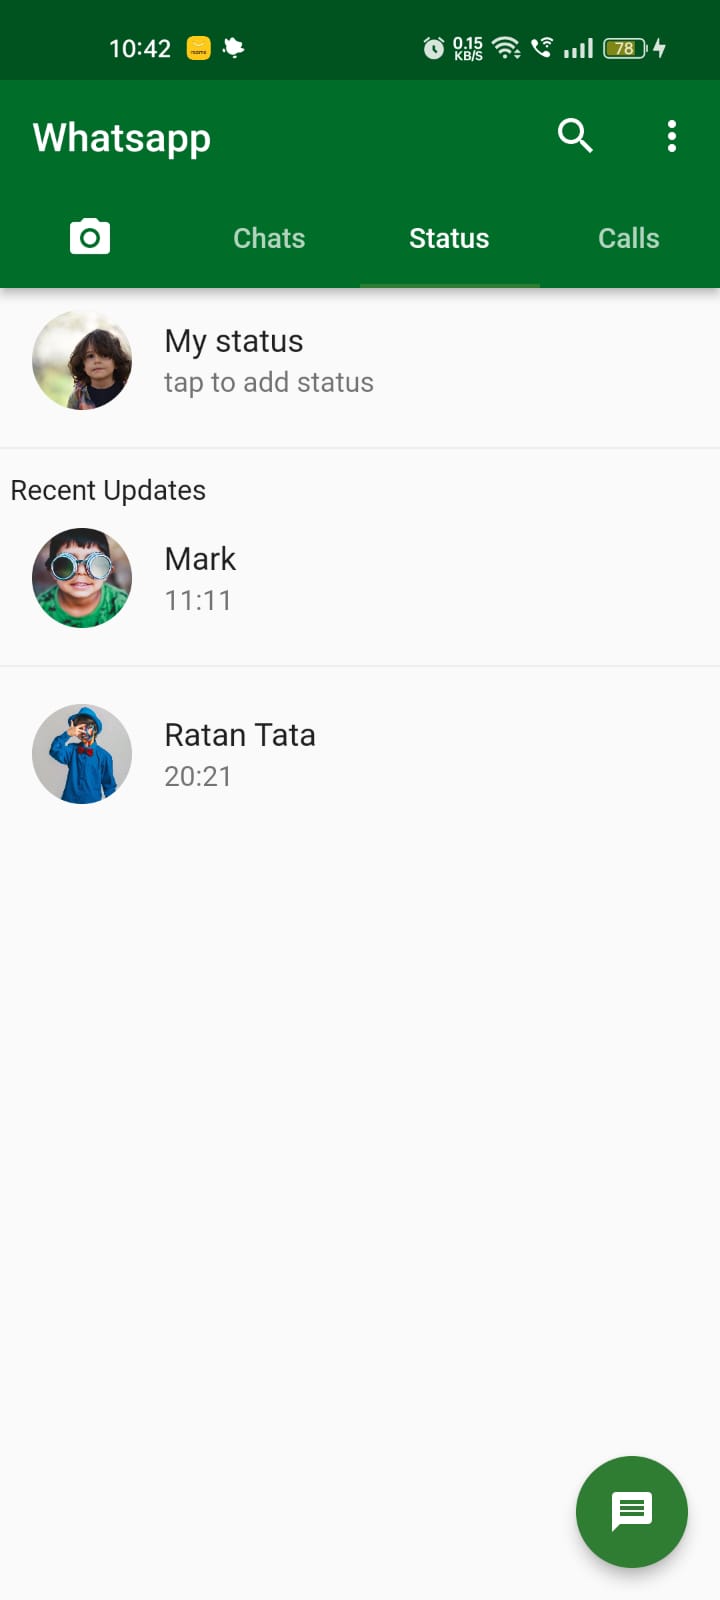 10:42
0.15
KB/S
78
Whatsapp
Chats
Status
Calls
My status
tap to add status
Recent Updates
Mark
11:11
Ratan Tata
20:21